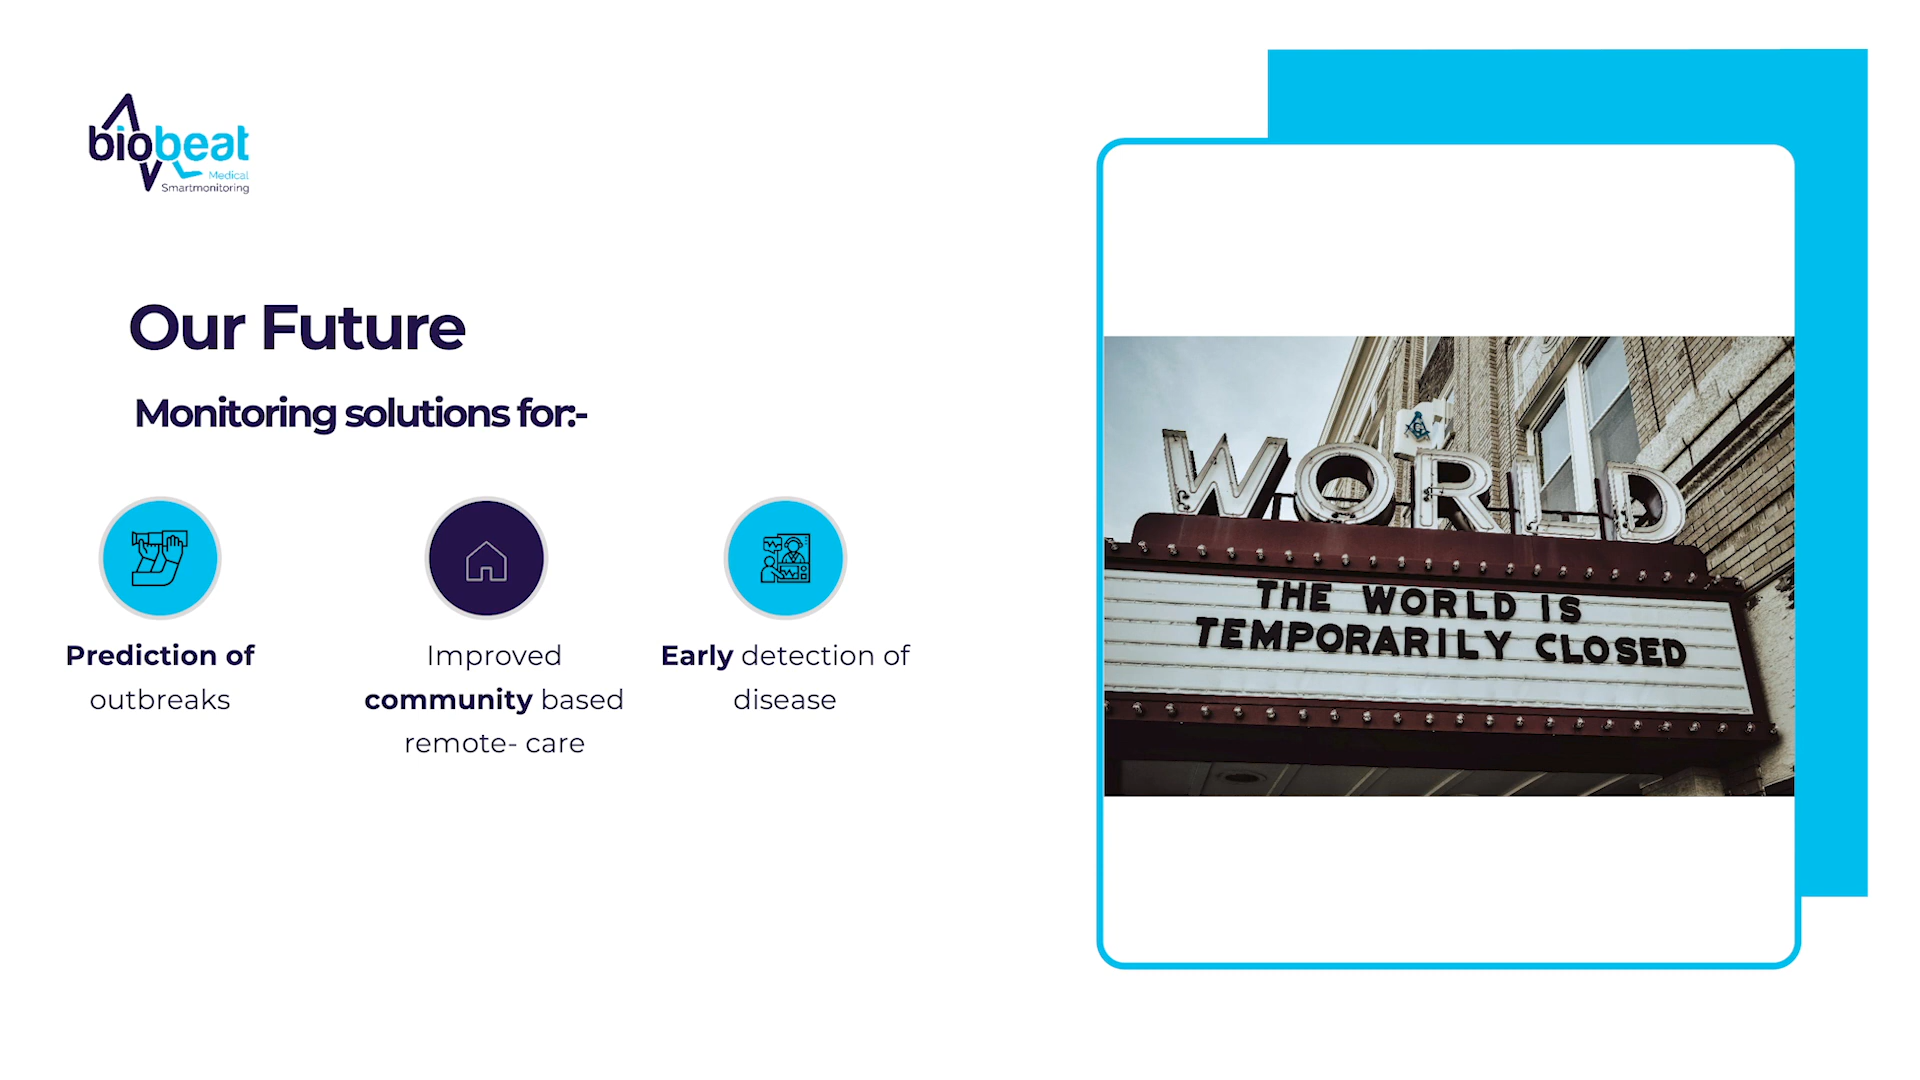 biobeat
Medical
Smartmonitoring
Our Future
Monitoring solutions for:-
Prediction of
outbreaks
Improved
community based
remote- care
Early detection of
disease
WORLD
G
THE WORLD IS
TEMPORARILY CLOSED